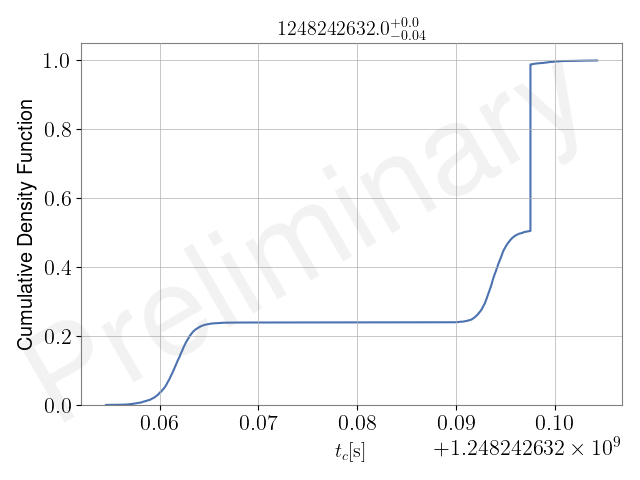 1248242632.0^{+0.0}_{-0.04}
Cumulative Density Function
1.0
0.8
0.6
0.4
0.2
0.0
Preliminary
0.06 0.07 0.08 0.09 0.10
t_c[s]
+1.248242632 × 10^9